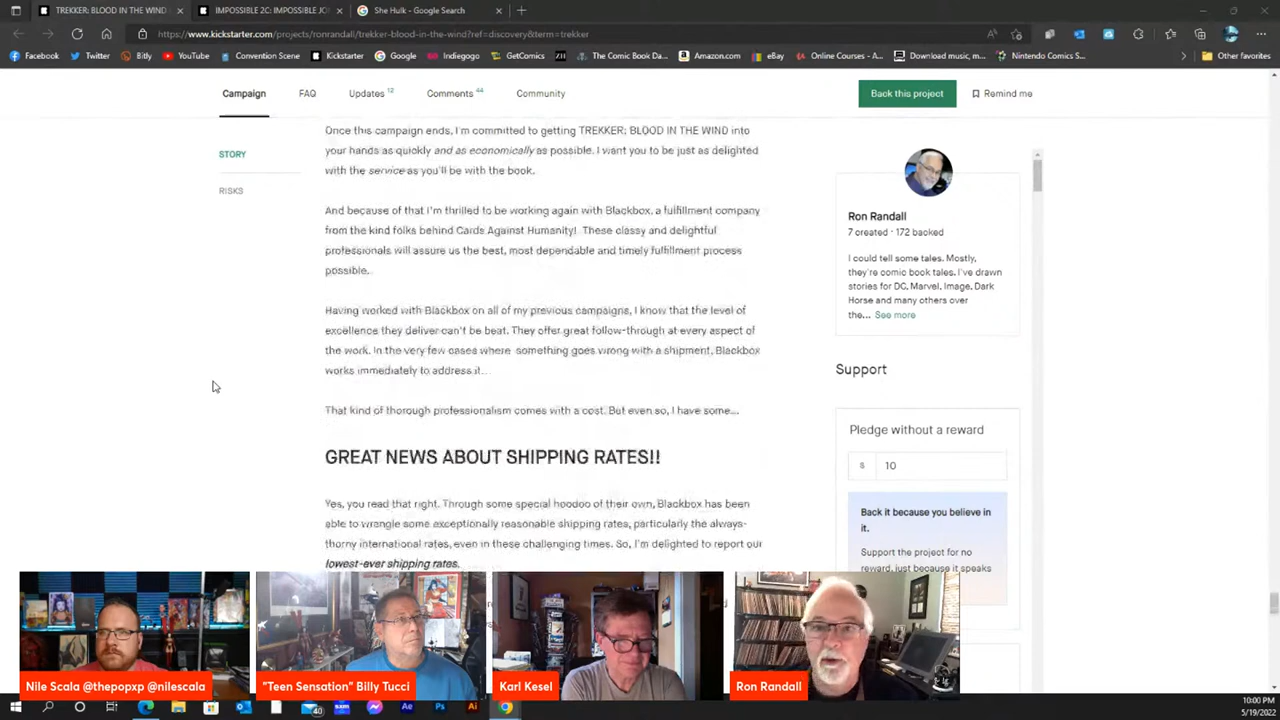 TREKKER: BLOOD IN THE WIND
IMPOSSIBLE 2C: IMPOSSIBLE JO
She Hulk - Google Search
https://www.kickstarter.com/projects/ronrandall/trekker-blood-in-the-wind?ref=discovery&term=trekker
Facebook Twitter Bitly YouTube Convention Scene Kickstarter Google Indiegogo GetComics The Comic Book Da... Amazon.com eBay Online Courses - A... Download music, m... Nintendo Comics S... Other favorites
Campaign FAQ Updates 12 Comments 44 Community Back this project Remind me
STORY
RISKS
Once this campaign ends, I'm committed to getting TREKKER: BLOOD IN THE WIND into
your hands as quickly and as economically as possible. I want you to be just as delighted
with the service as you'll be with the book.
And because of that I'm thrilled to be working again with Blackbox, a fulfillment company
from the kind folks behind Cards Against Humanity! These classy and delightful
professionals will assure us the best, most dependable and timely fulfillment process
possible.
Having worked with Blackbox on all of my previous campaigns, I know that the level of
excellence they deliver can't be beat. They offer great follow-through at every aspect of
the work. In the very few cases where something goes wrong with a shipment, Blackbox
works immediately to address it...
That kind of thorough professionalism comes with a cost. But even so, I have some...
GREAT NEWS ABOUT SHIPPING RATES!!
Yes, you read that right. Through some special hoodoo of their own, Blackbox has been
able to wrangle some exceptionally reasonable shipping rates, particularly the always-
thorny international rates, even in these challenging times. So, I'm delighted to report our
lowest-ever shipping rates.
Ron Randall
7 created · 172 backed
I could tell some tales. Mostly,
they're comic book tales. I've drawn
stories for DC, Marvel, Image, Dark
Horse and many others over
the... See more
Support
Pledge without a reward
$ 10
Back it because you believe in
it.
Support the project for no
reward, just because it speaks
Nile Scala @thepopxp @nilescala
"Teen Sensation" Billy Tucci
Karl Kesel
Ron Randall
40
Ae
Ps
Ai
10:00 PM
5/19/2022